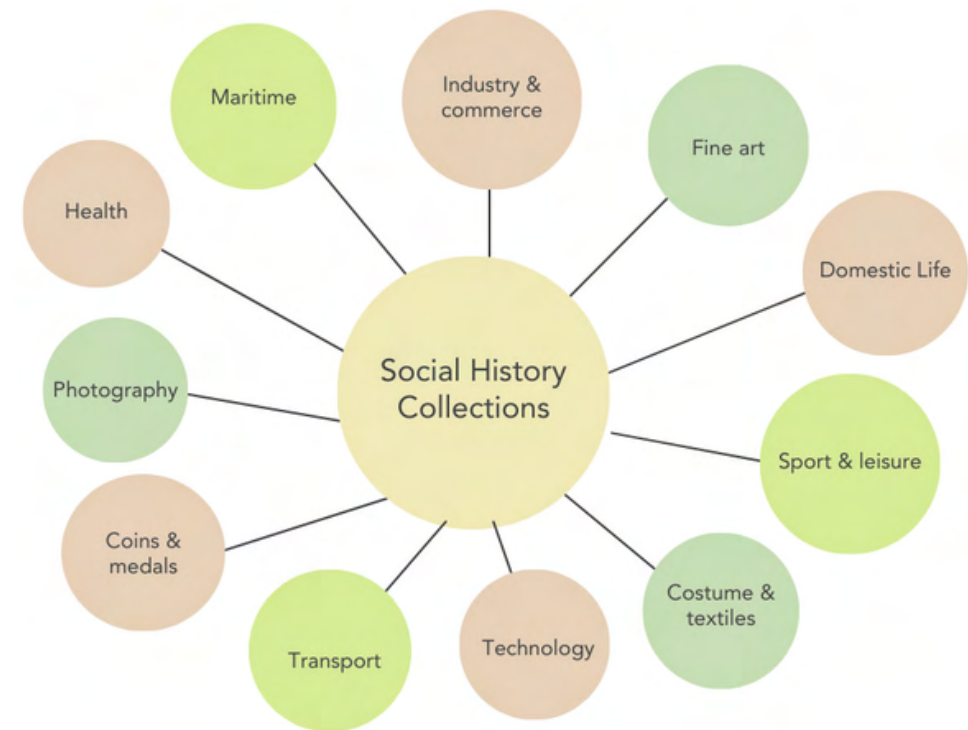 Maritime
Industry &
commerce
Fine art
Health
Domestic Life
Social History
Collections
Photography
Sport & leisure
Coins &
medals
Costume &
textiles
Transport
Technology